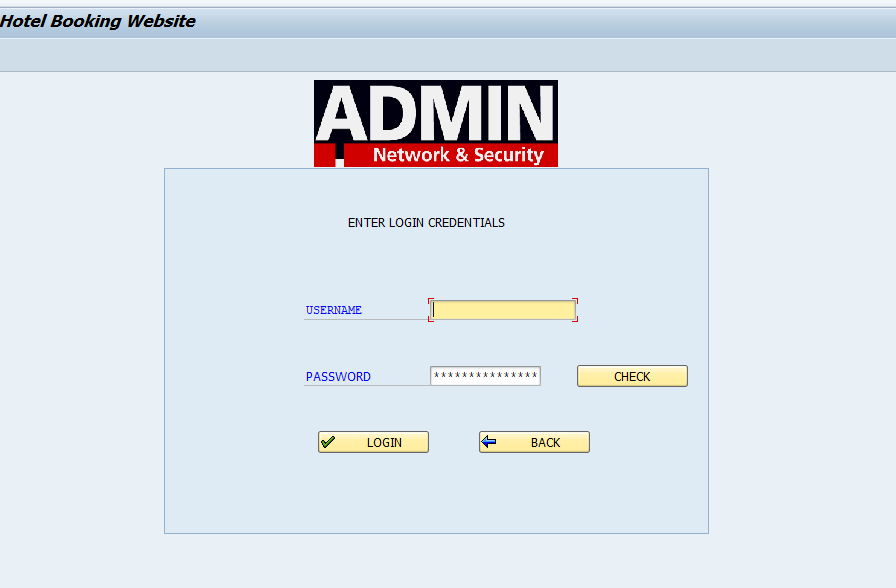 Hotel Booking Website
ADMIN
Network & Security
ENTER LOGIN CREDENTIALS
USERNAME
PASSWORD *************** CHECK
LOGIN BACK